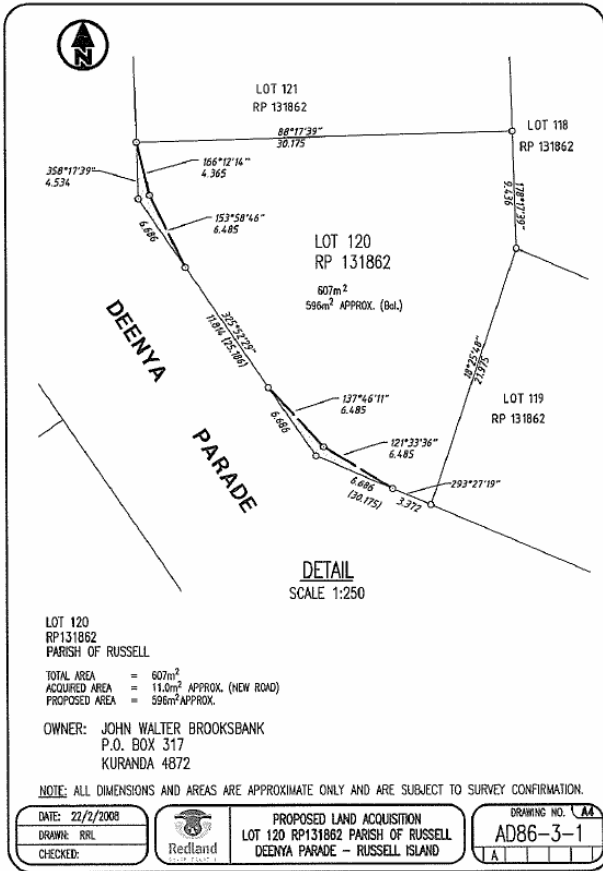 N
LOT 121
RP 131862
LOT 118
RP 131862
88°17'39"
30.175
358°17'39"
4.534
166°12'14"
4.365
178°17'39"
9.436
6.686
153°58'46"
6.485
LOT 120
RP 131862
607m²
596m² APPROX. (Bal.)
DEENYA
PARADE
325°52'29"
11.814 (25.186)
18°25'48"
21.975
LOT 119
RP 131862
137°46'11"
6.485
6.686
121°33'36"
6.485
6.686
(30.175)
3.372
293°27'19"
DETAIL
SCALE 1:250
LOT 120
RP131862
PARISH OF RUSSELL
TOTAL AREA = 607m²
ACQUIRED AREA = 11.0m² APPROX. (NEW ROAD)
PROPOSED AREA = 596m² APPROX.
OWNER: JOHN WALTER BROOKSBANK
P.O. BOX 317
KURANDA 4872
NOTE: ALL DIMENSIONS AND AREAS ARE APPROXIMATE ONLY AND ARE SUBJECT TO SURVEY CONFIRMATION.
DATE: 22/2/2008
DRAWN: RRL
CHECKED:
Redland
PROPOSED LAND ACQUISITION
LOT 120 RP131862 PARISH OF RUSSELL
DEENYA PARADE - RUSSELL ISLAND
DRAWING NO. A4
AD86-3-1
A